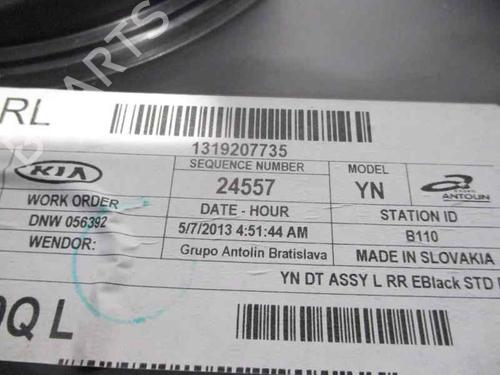 RL
1319207735
KIA
SEQUENCE NUMBER
24557
MODEL
YN
ANTOLIN
WORK ORDER
DNW 056392
DATE - HOUR
5/7/2013 4:51:44 AM
STATION ID
B110
WENDOR:
Grupo Antolin Bratislava
MADE IN SLOVAKIA
YN DT ASSY L RR EBlack STD
QL
PARTS